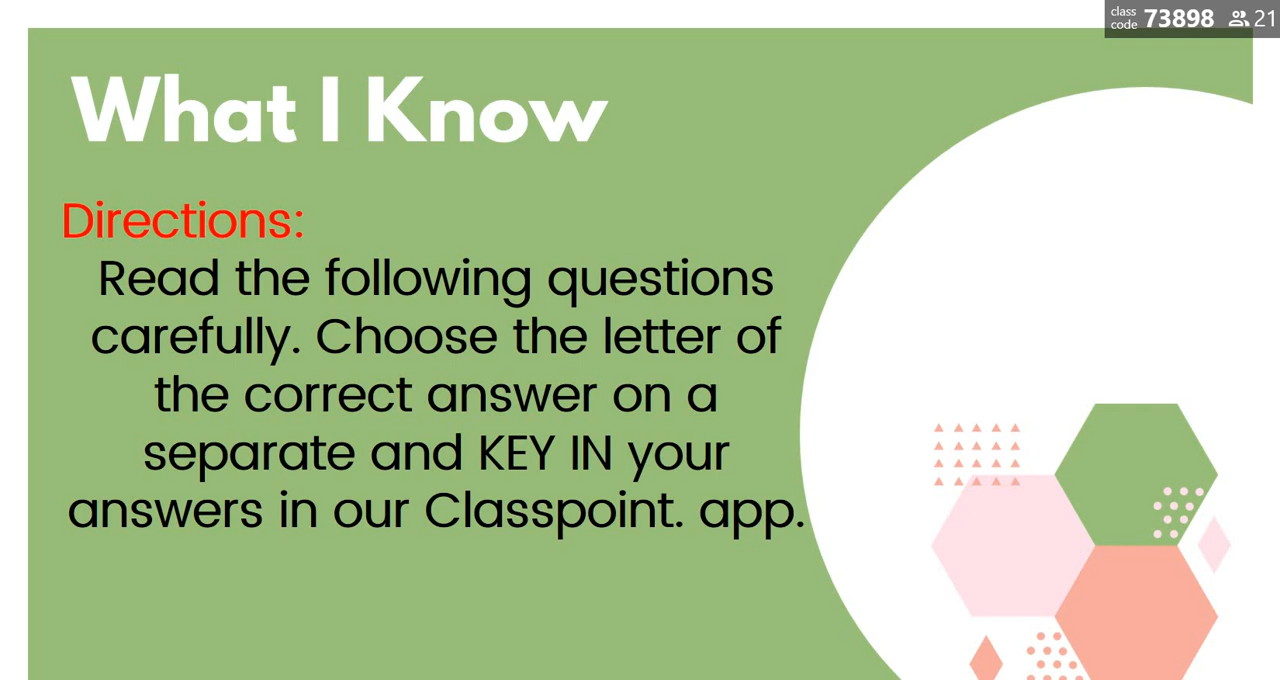 class
code 73898 21
What I Know
Directions:
Read the following questions
carefully. Choose the letter of
the correct answer on a
separate and KEY IN your
answers in our Classpoint. app.